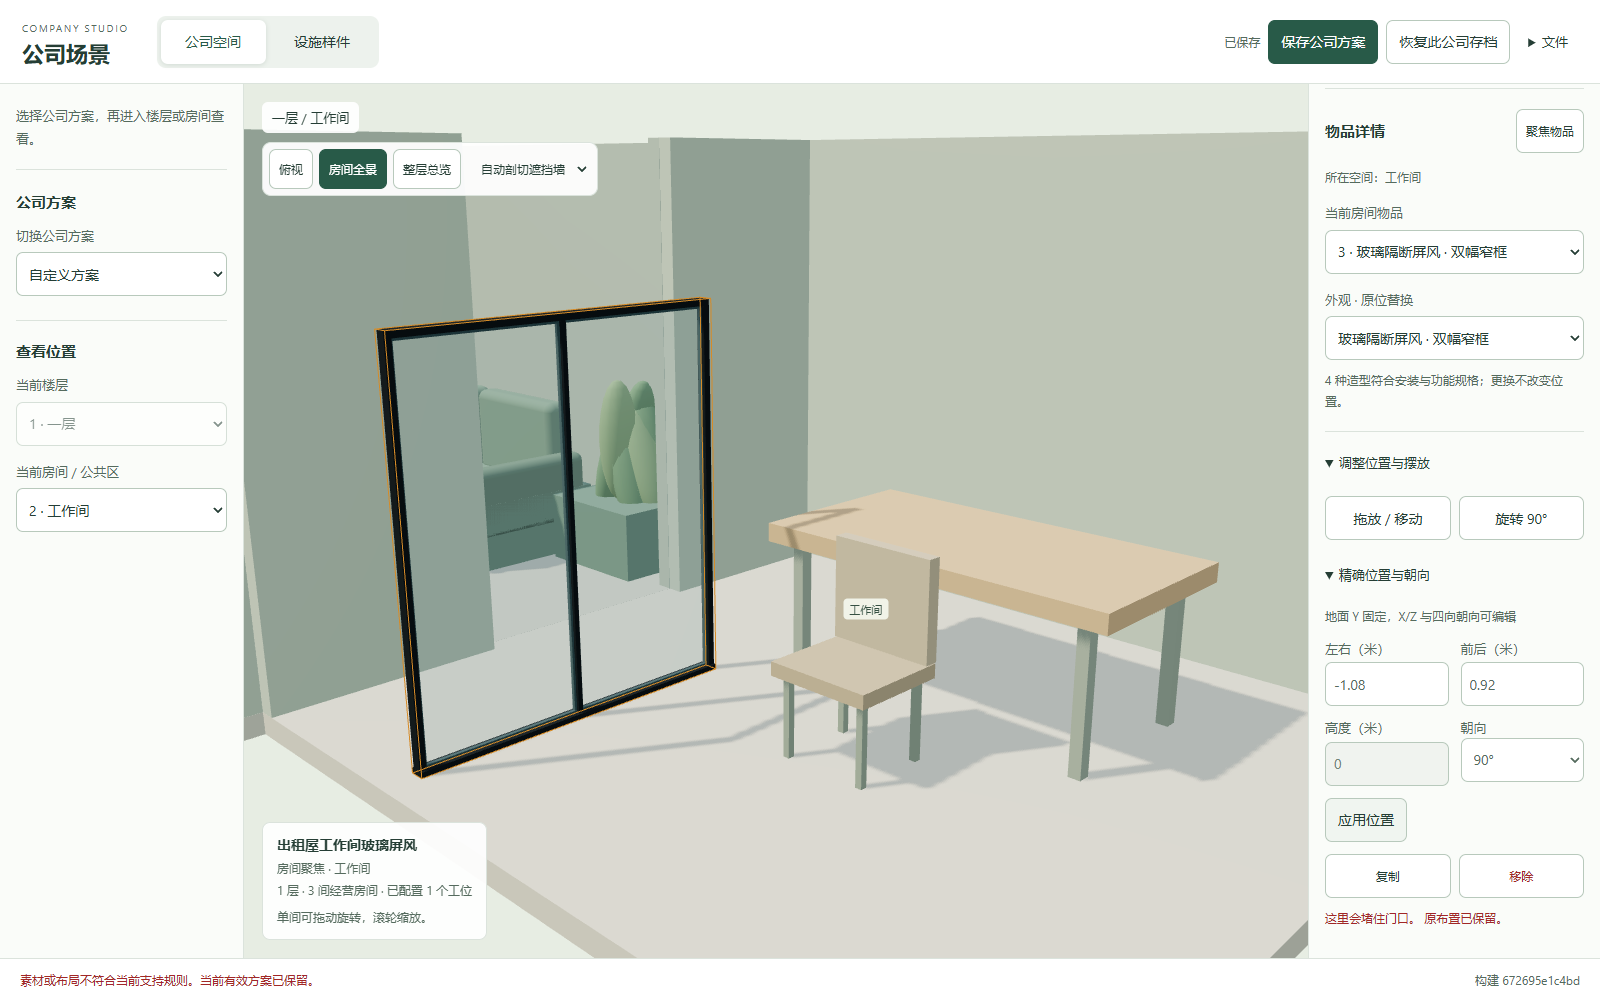 COMPANY STUDIO
公司场景
公司空间
设施样件
已保存
保存公司方案
恢复此公司存档
▶ 文件
选择公司方案，再进入楼层或房间查看。
公司方案
切换公司方案
自定义方案
查看位置
当前楼层
1 · 一层
当前房间 / 公共区
2 · 工作间
一层 / 工作间
俯视
房间全景
整层总览
自动剖切遮挡墙
工作间
出租屋工作间玻璃屏风
房间聚焦 · 工作间
1 层 · 3 间经营房间 · 已配置 1 个工位
单间可拖动旋转，滚轮缩放。
物品详情
聚焦物品
所在空间：工作间
当前房间物品
3 · 玻璃隔断屏风 · 双幅窄框
外观 · 原位替换
玻璃隔断屏风 · 双幅窄框
4 种造型符合安装与功能规格；更换不改变位置。
▼ 调整位置与摆放
拖放 / 移动
旋转 90°
▼ 精确位置与朝向
地面 Y 固定，X/Z 与四向朝向可编辑
左右（米）
前后（米）
-1.08
0.92
高度（米）
朝向
0
90°
应用位置
复制
移除
这里会堵住门口。 原布置已保留。
素材或布局不符合当前支持规则。当前有效方案已保留。
构建 672695e1c4bd